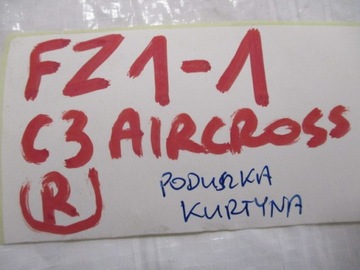 FZ1-1
C3 AIRCROSS
R PODUSZKA
KURTYNA